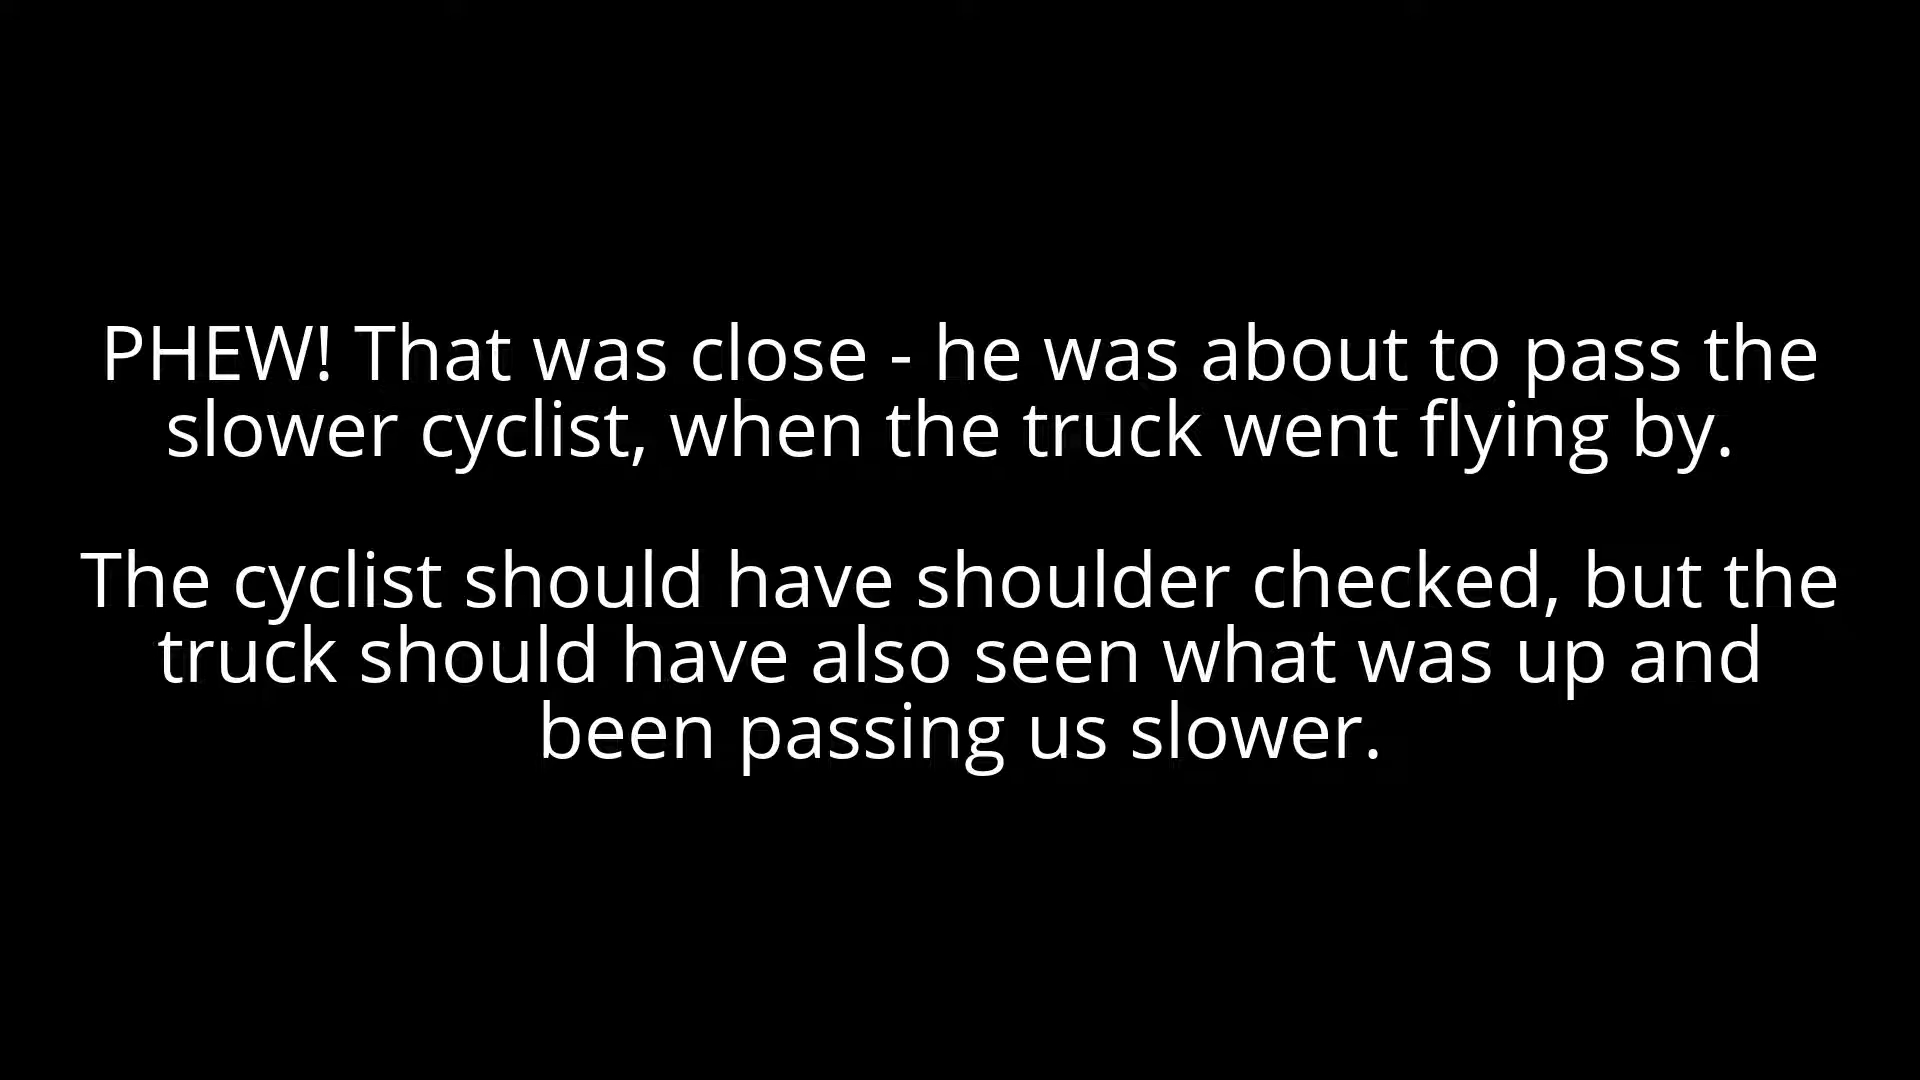 PHEW! That was close - he was about to pass the
slower cyclist, when the truck went flying by.
The cyclist should have shoulder checked, but the
truck should have also seen what was up and
been passing us slower.